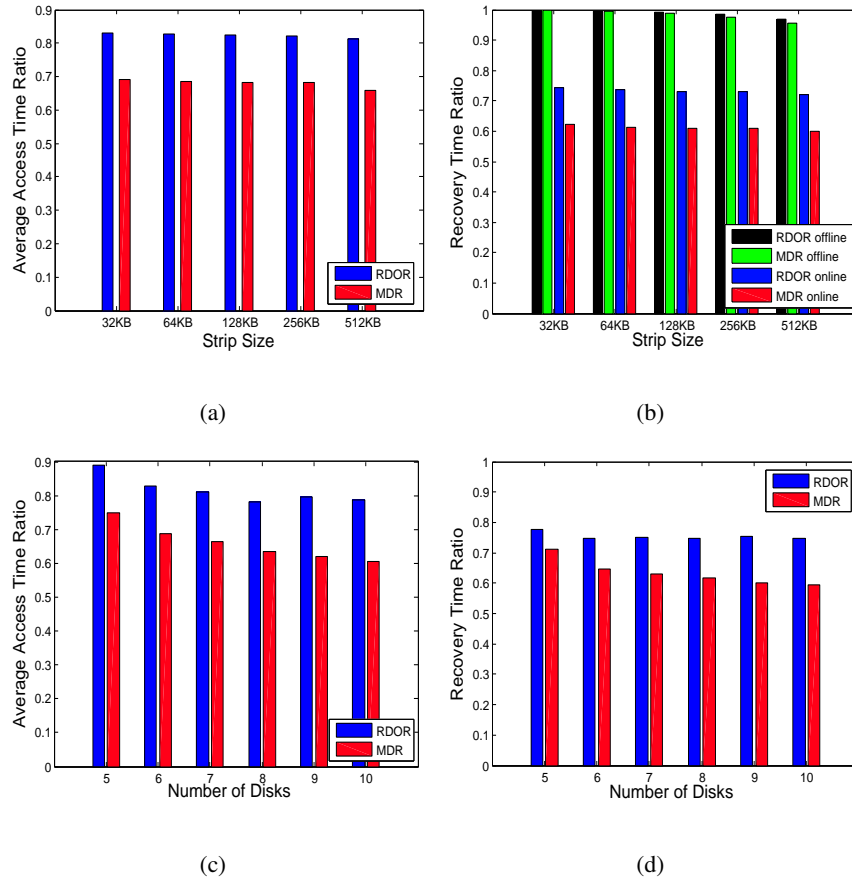 0.9
0.8
0.7
0.6
0.5
0.4
0.3
0.2
0.1
0
Average Access Time Ratio
32KB 64KB 128KB 256KB 512KB
Strip Size
RDOR
MDR
(a)
1
0.9
0.8
0.7
0.6
0.5
0.4
0.3
0.2
0.1
0
Recovery Time Ratio
32KB 64KB 128KB 256KB 512KB
Strip Size
RDOR offline
MDR offline
RDOR online
MDR online
(b)
0.9
0.8
0.7
0.6
0.5
0.4
0.3
0.2
0.1
0
Average Access Time Ratio
5 6 7 8 9 10
Number of Disks
RDOR
MDR
(c)
1
0.9
0.8
0.7
0.6
0.5
0.4
0.3
0.2
0.1
0
Recovery Time Ratio
5 6 7 8 9 10
Number of Disks
RDOR
MDR
(d)